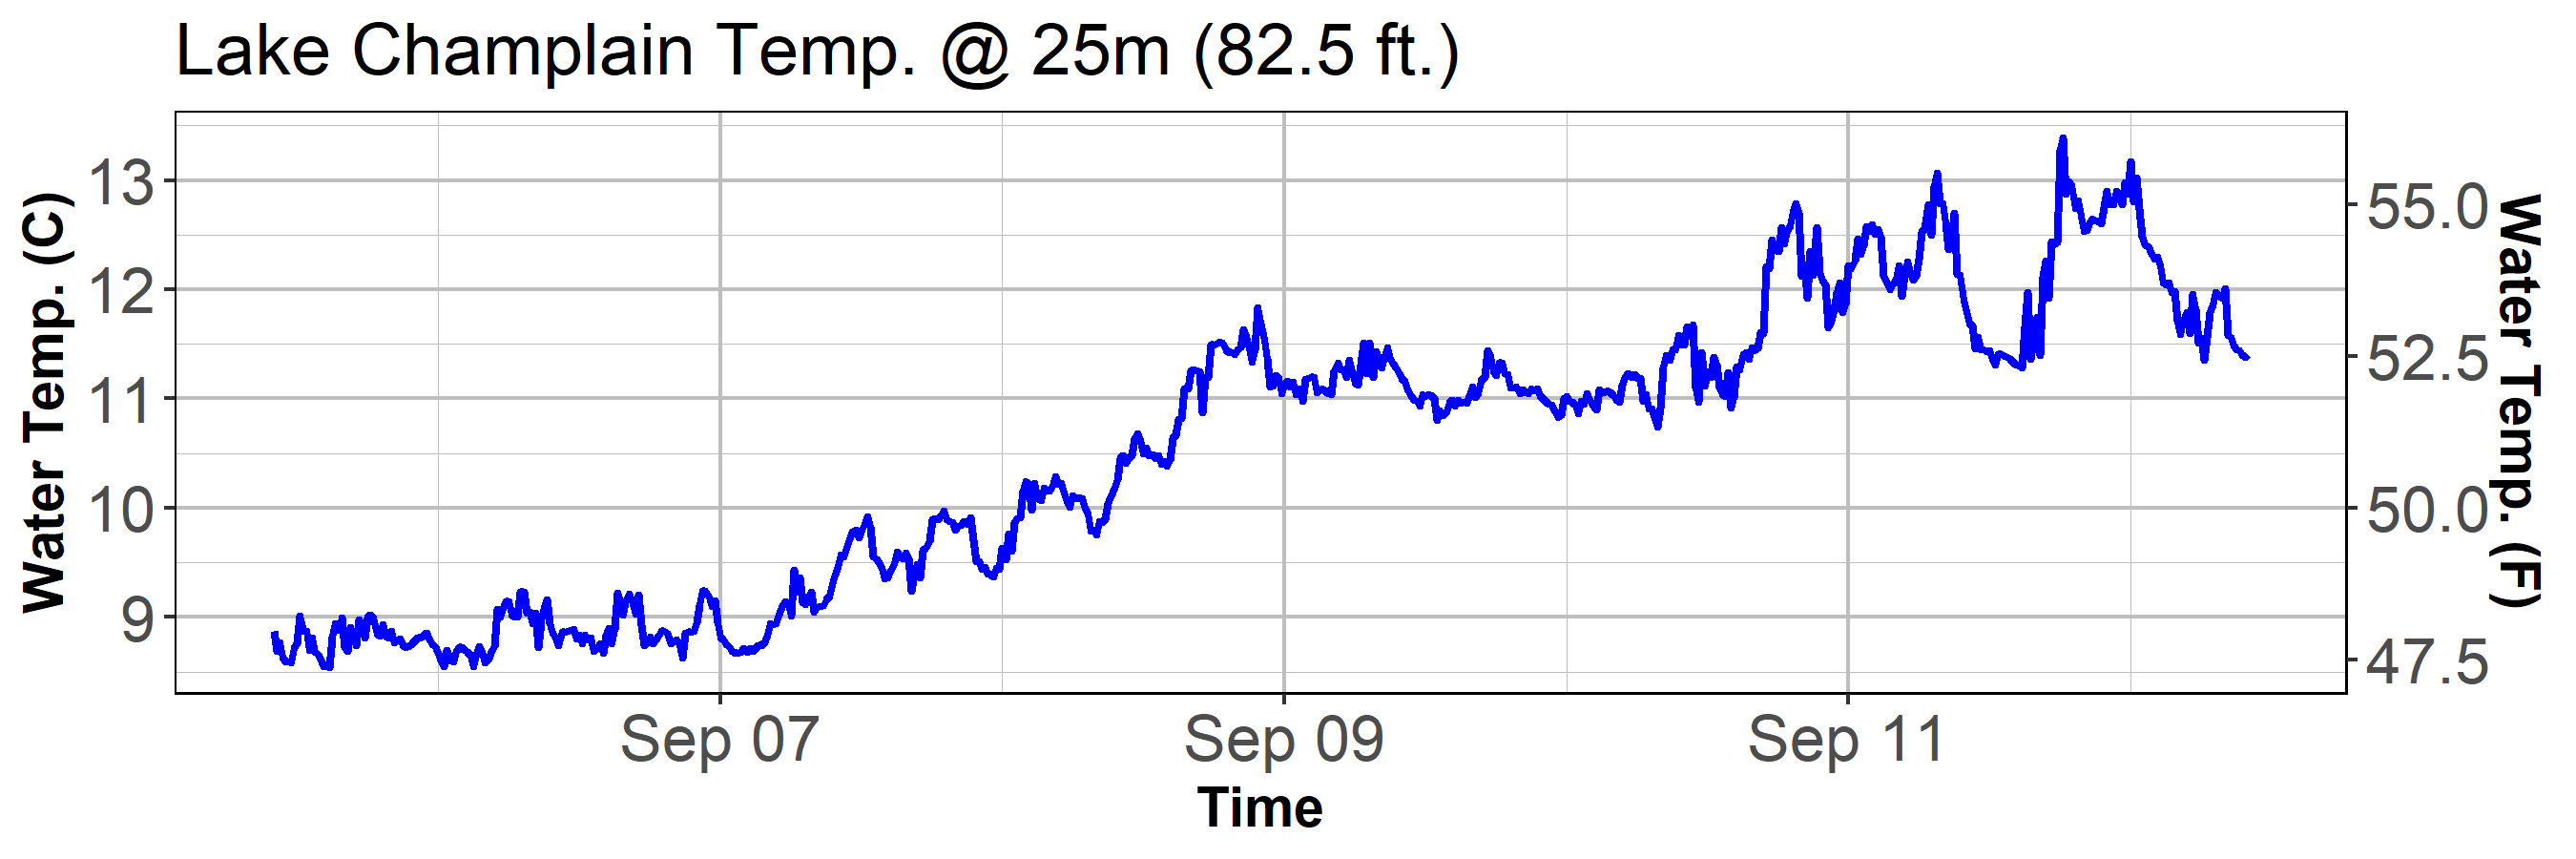 Lake Champlain Temp. @ 25m (82.5 ft.)
Water Temp. (C)
13
12
11
10
9
55.0
52.5
50.0
47.5
Water Temp. (F)
Sep 07
Sep 09
Sep 11
Time